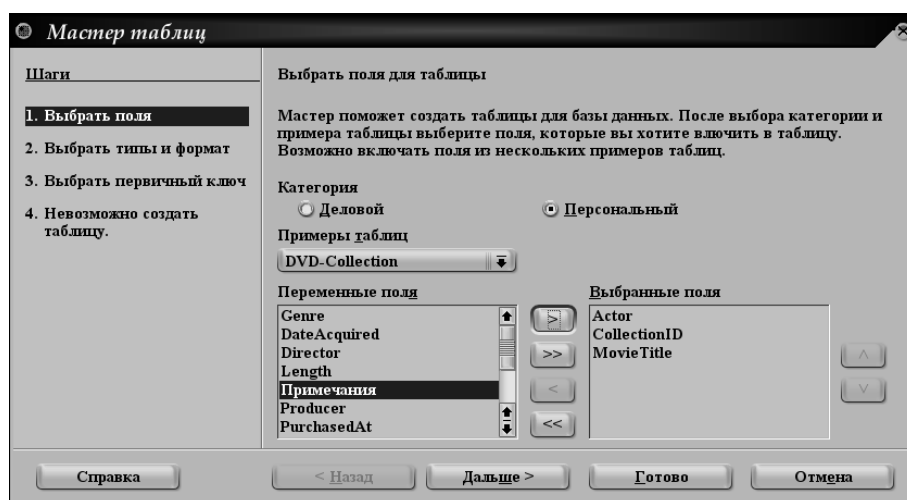 Мастер таблиц
Шаги
1. Выбрать поля
2. Выбрать типы и формат
3. Выбрать первичный ключ
4. Невозможно создать
таблицу.
Выбрать поля для таблицы
Мастер поможет создать таблицы для базы данных. После выбора категории и
примера таблицы выберите поля, которые вы хотите влючить в таблицу.
Возможно включать поля из нескольких примеров таблиц.
Категория
Деловой
Персональный
Примеры таблиц
DVD-Collection
Переменные поля
Genre
DateAcquired
Director
Length
Примечания
Producer
PurchasedAt
>
>>
<
<<
Выбранные поля
Actor
CollectionID
MovieTitle
Справка
< Назад
Дальше >
Готово
Отмена